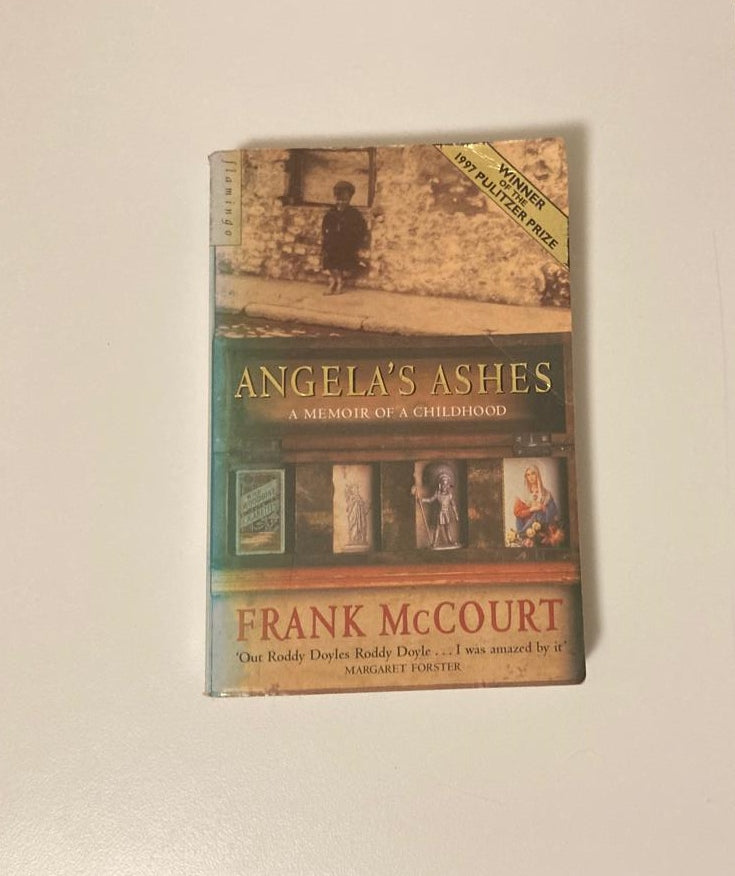 flamingo
WINNER
OF THE
1997 PULITZER PRIZE
ANGELA'S ASHES
A MEMOIR OF A CHILDHOOD
FRANK McCOURT
'Out Roddy Doyles Roddy Doyle . . . I was amazed by it'
MARGARET FORSTER